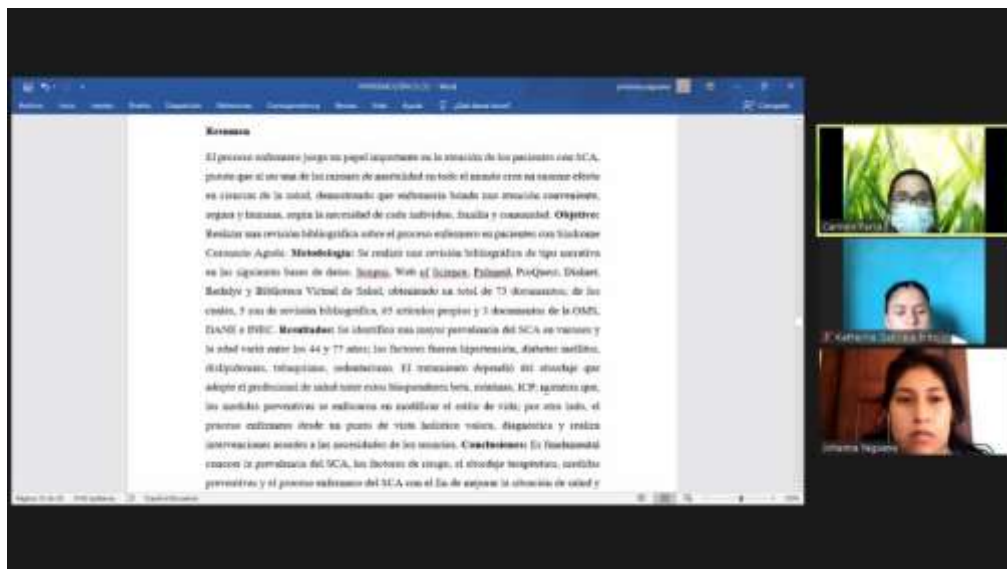 Word
¿Qué desea hacer?
Compartir
Resumen
El proceso enfermero juega un papel importante en la atención de los pacientes con SCA,
puesto que al ser una de las causas de mortalidad en todo el mundo crea un enorme efecto
en ciencias de la salud, demostrando que enfermería brinda una atención conveniente,
segura y humana, según la necesidad de cada individuo, familia y comunidad. Objetivo:
Realizar una revisión bibliográfica sobre el proceso enfermero en pacientes con Síndrome
Coronario Agudo. Metodología: Se realizó una revisión bibliográfica de tipo narrativa
en las siguientes bases de datos: Scopus, Web of Science, Pubmed, ProQuest, Dialnet,
Redalyc y Biblioteca Virtual de Salud, obteniendo un total de 73 documentos; de los
cuales, 5 son de revisión bibliográfica, 65 artículos propios y 3 documentos de la OMS,
DANE e INEC. Resultados: Se identifica una mayor prevalencia del SCA en varones y
la edad varió entre los 44 y 77 años; los factores fueron hipertensión, diabetes mellitus,
dislipidemias, tabaquismo, sedentarismo. El tratamiento dependió del abordaje que
adopte el profesional de salud entre estos bloqueadores beta, estatinas, ICP; mientras que,
las medidas preventivas se enfocaron en modificar el estilo de vida; por otro lado, el
proceso enfermero desde un punto de vista holístico valora, diagnostica y realiza
intervenciones acordes a las necesidades de los usuarios. Conclusiones: Es fundamental
conocer la prevalencia del SCA, los factores de riesgo, el abordaje terapéutico, medidas
preventivas y el proceso enfermero del SCA con el fin de mejorar la situación de salud y
Carmen
Katherine
Johanna